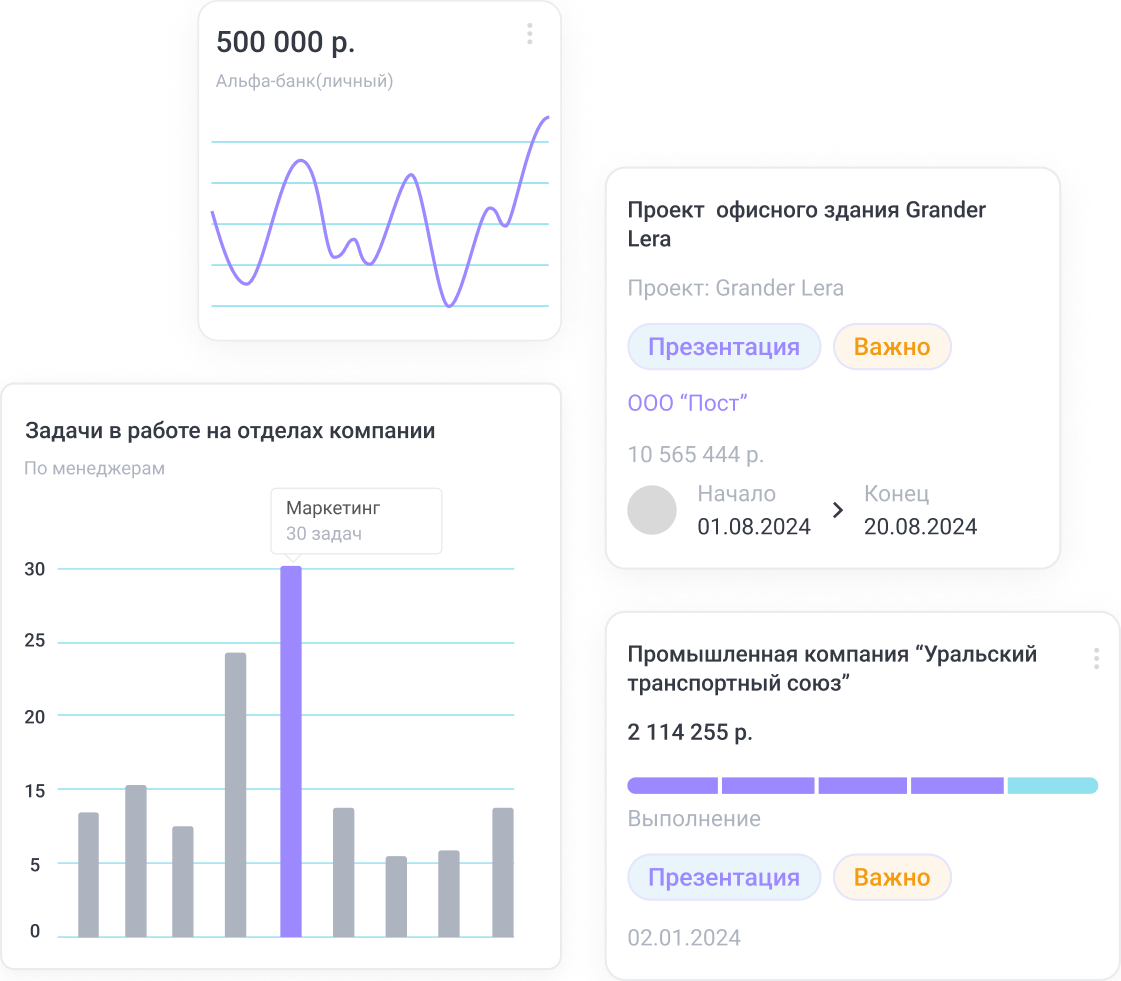 500 000 р.
Альфа-банк(личный)
Задачи в работе на отделах компании
По менеджерам
Маркетинг
30 задач
30
25
20
15
5
0
Проект офисного здания Grander
Lera
Проект: Grander Lera
Презентация Важно
ООО “Пост”
10 565 444 р.
Начало Конец
01.08.2024 20.08.2024
Промышленная компания “Уральский
транспортный союз”
2 114 255 р.
Выполнение
Презентация Важно
02.01.2024